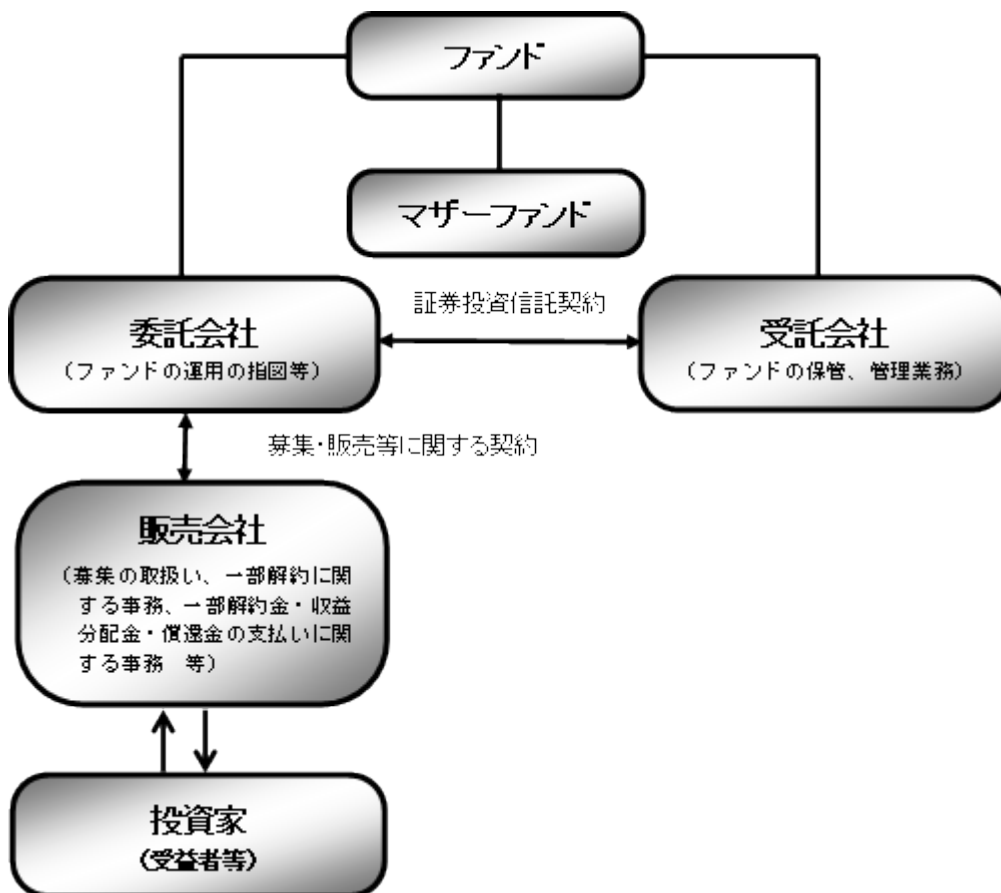 ファンド
マザーファンド
証券投資信託契約
委託会社
（ファンドの運用の指図等）
受託会社
（ファンドの保管、管理業務）
募集・販売等に関する契約
販売会社
（募集の取扱い、一部解約に関
する事務、一部解約金・収益
分配金・償還金の支払いに関
する事務　等）
投資家
（受益者等）